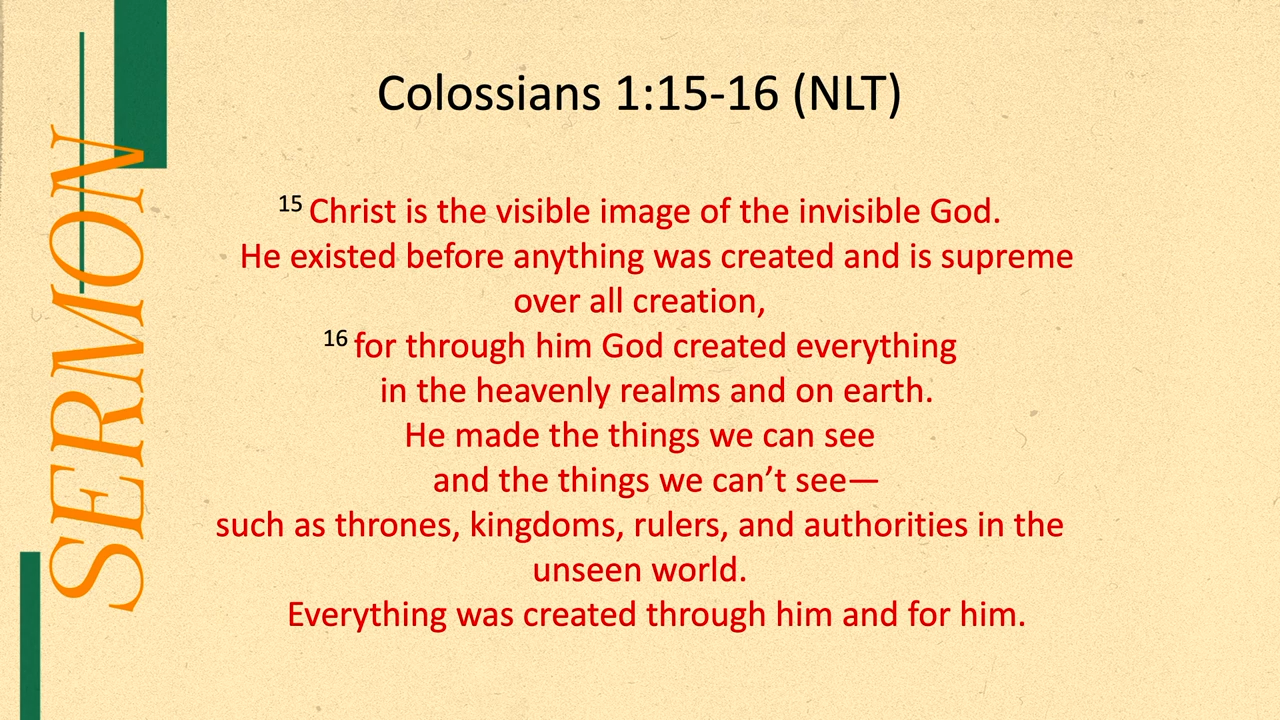 SERMON
Colossians 1:15-16 (NLT)
15 Christ is the visible image of the invisible God.
He existed before anything was created and is supreme
over all creation,
16 for through him God created everything
in the heavenly realms and on earth.
He made the things we can see
and the things we can’t see—
such as thrones, kingdoms, rulers, and authorities in the
unseen world.
Everything was created through him and for him.